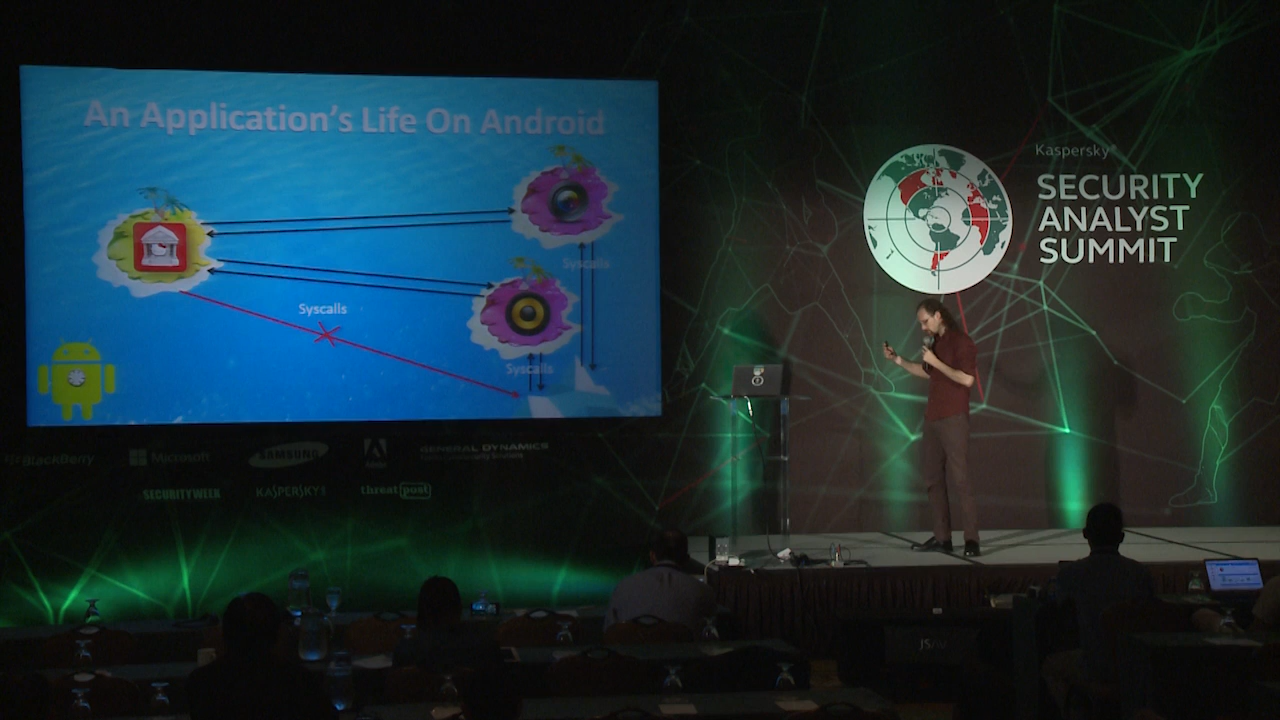 An Application's Life On Android
Syscalls
Syscalls
Syscalls
Kaspersky
SECURITY
ANALYST
SUMMIT
BlackBerry
Microsoft
SAMSUNG
GENERAL DYNAMICS
SECURITYWEEK
KASPERSKY
threatpost